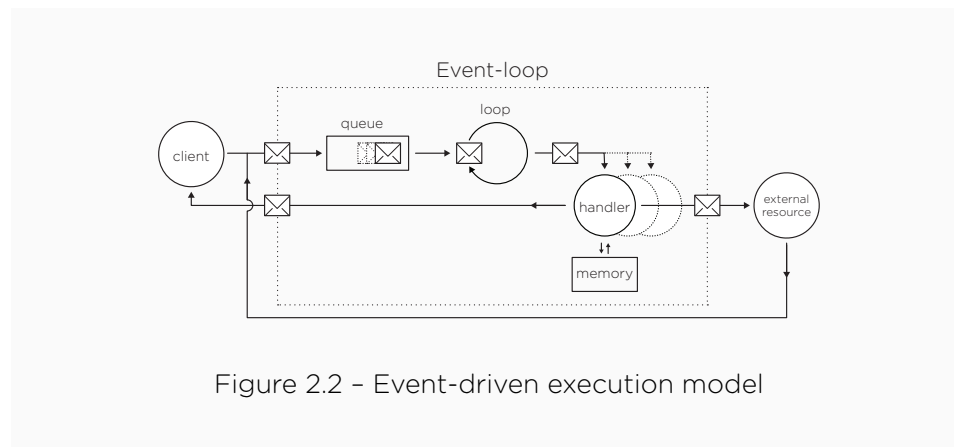 Event-loop
loop
queue
client
handler
external
resource
memory
Figure 2.2 – Event-driven execution model